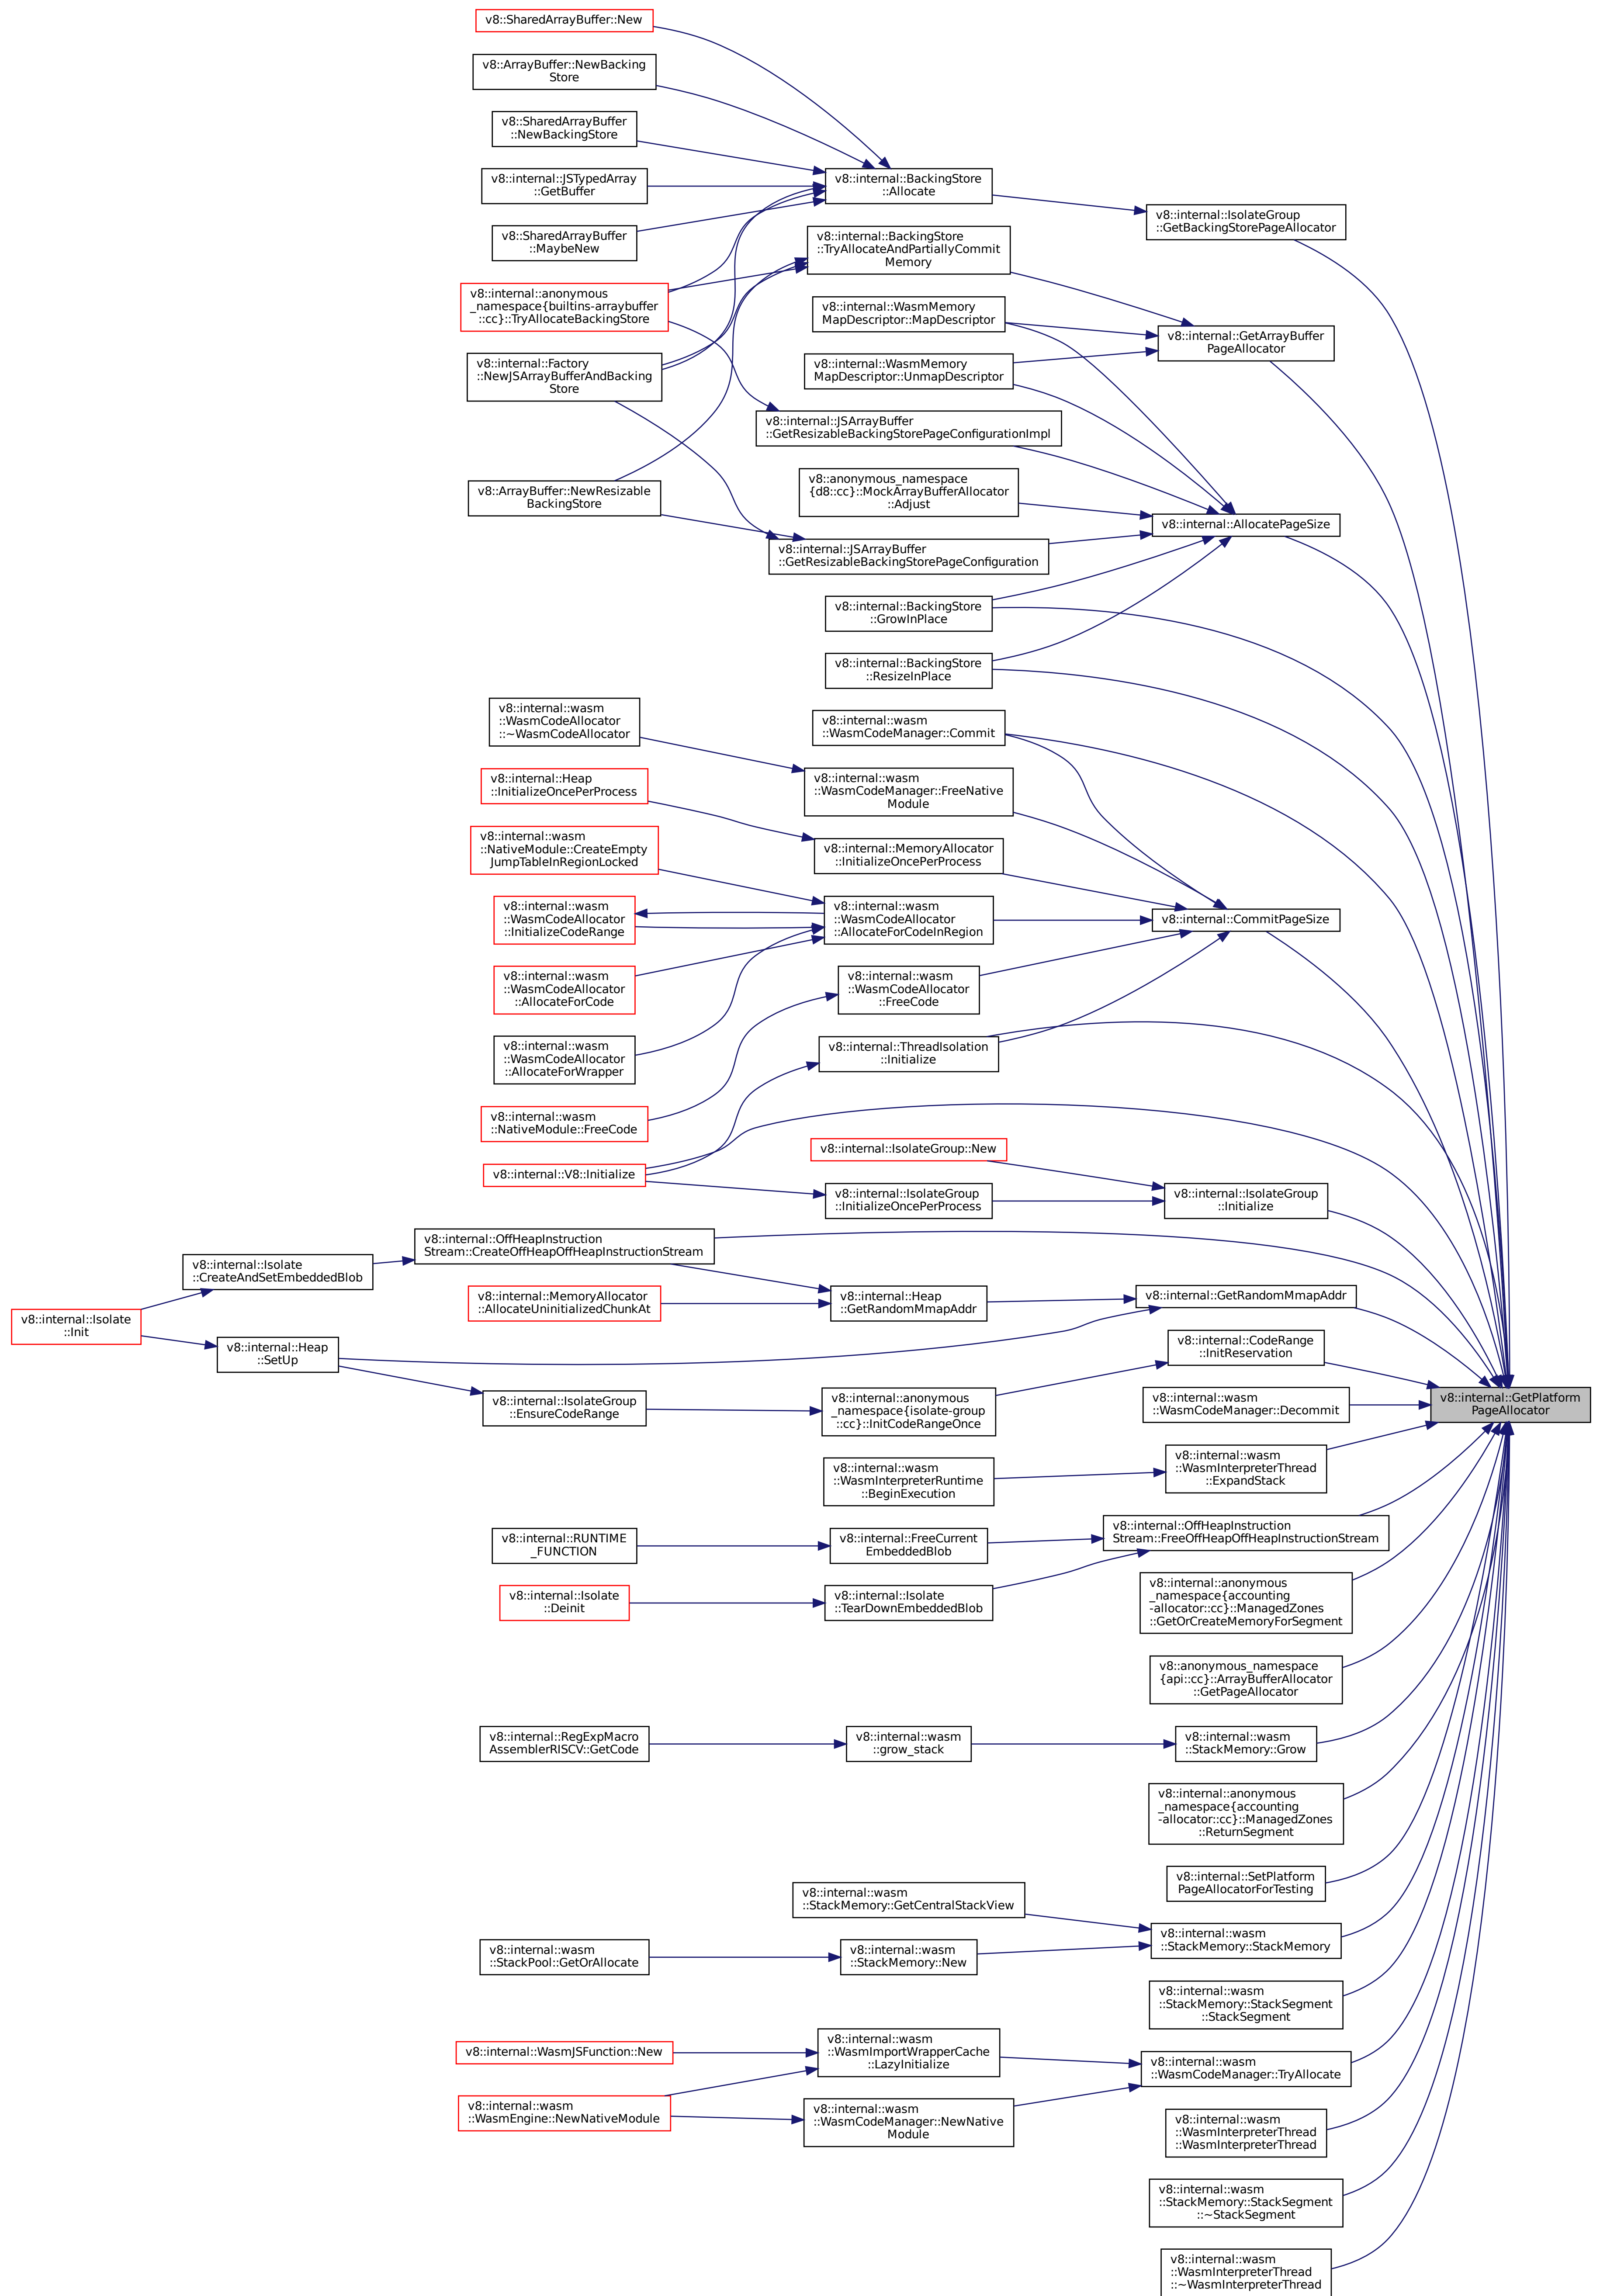 v8::SharedArrayBuffer::New
v8::ArrayBuffer::NewBacking
Store
v8::SharedArrayBuffer
::NewBackingStore
v8::internal::JSTypedArray
::GetBuffer
v8::SharedArrayBuffer
::MaybeNew
v8::internal::anonymous
_namespace{builtins-arraybuffer
::cc}::TryAllocateBackingStore
v8::internal::Factory
::NewJSArrayBufferAndBacking
Store
v8::ArrayBuffer::NewResizable
BackingStore
v8::internal::BackingStore
::Allocate
v8::internal::BackingStore
::TryAllocateAndPartiallyCommit
Memory
v8::internal::WasmMemory
MapDescriptor::MapDescriptor
v8::internal::WasmMemory
MapDescriptor::UnmapDescriptor
v8::internal::JSArrayBuffer
::GetResizableBackingStorePageConfigurationImpl
v8::anonymous_namespace
{d8::cc}::MockArrayBufferAllocator
::Adjust
v8::internal::JSArrayBuffer
::GetResizableBackingStorePageConfiguration
v8::internal::BackingStore
::GrowInPlace
v8::internal::BackingStore
::ResizeInPlace
v8::internal::IsolateGroup
::GetBackingStorePageAllocator
v8::internal::GetArrayBuffer
PageAllocator
v8::internal::AllocatePageSize
v8::internal::wasm
::WasmCodeAllocator
::~WasmCodeAllocator
v8::internal::Heap
::InitializeOncePerProcess
v8::internal::wasm
::NativeModule::CreateEmpty
JumpTableInRegionLocked
v8::internal::wasm
::WasmCodeAllocator
::InitializeCodeRange
v8::internal::wasm
::WasmCodeAllocator
::AllocateForCode
v8::internal::wasm
::WasmCodeAllocator
::AllocateForWrapper
v8::internal::wasm
::NativeModule::FreeCode
v8::internal::V8::Initialize
v8::internal::wasm
::WasmCodeManager::Commit
v8::internal::wasm
::WasmCodeManager::FreeNative
Module
v8::internal::MemoryAllocator
::InitializeOncePerProcess
v8::internal::wasm
::WasmCodeAllocator
::AllocateForCodeInRegion
v8::internal::wasm
::WasmCodeAllocator
::FreeCode
v8::internal::ThreadIsolation
::Initialize
v8::internal::CommitPageSize
v8::internal::IsolateGroup::New
v8::internal::IsolateGroup
::InitializeOncePerProcess
v8::internal::IsolateGroup
::Initialize
v8::internal::OffHeapInstruction
Stream::CreateOffHeapOffHeapInstructionStream
v8::internal::Isolate
::CreateAndSetEmbeddedBlob
v8::internal::Isolate
::Init
v8::internal::Heap
::SetUp
v8::internal::MemoryAllocator
::AllocateUninitializedChunkAt
v8::internal::Heap
::GetRandomMmapAddr
v8::internal::GetRandomMmapAddr
v8::internal::CodeRange
::InitReservation
v8::internal::IsolateGroup
::EnsureCodeRange
v8::internal::anonymous
_namespace{isolate-group
::cc}::InitCodeRangeOnce
v8::internal::wasm
::WasmCodeManager::Decommit
v8::internal::GetPlatform
PageAllocator
v8::internal::wasm
::WasmInterpreterRuntime
::BeginExecution
v8::internal::wasm
::WasmInterpreterThread
::ExpandStack
v8::internal::RUNTIME
_FUNCTION
v8::internal::FreeCurrent
EmbeddedBlob
v8::internal::OffHeapInstruction
Stream::FreeOffHeapOffHeapInstructionStream
v8::internal::Isolate
::Deinit
v8::internal::Isolate
::TearDownEmbeddedBlob
v8::internal::anonymous
_namespace{accounting
-allocator::cc}::ManagedZones
::GetOrCreateMemoryForSegment
v8::anonymous_namespace
{api::cc}::ArrayBufferAllocator
::GetPageAllocator
v8::internal::RegExpMacro
AssemblerRISCV::GetCode
v8::internal::wasm
::grow_stack
v8::internal::wasm
::StackMemory::Grow
v8::internal::anonymous
_namespace{accounting
-allocator::cc}::ManagedZones
::ReturnSegment
v8::internal::SetPlatform
PageAllocatorForTesting
v8::internal::wasm
::StackMemory::GetCentralStackView
v8::internal::wasm
::StackPool::GetOrAllocate
v8::internal::wasm
::StackMemory::New
v8::internal::wasm
::StackMemory::StackMemory
v8::internal::wasm
::StackMemory::StackSegment
::StackSegment
v8::internal::WasmJSFunction::New
v8::internal::wasm
::WasmImportWrapperCache
::LazyInitialize
v8::internal::wasm
::WasmCodeManager::TryAllocate
v8::internal::wasm
::WasmEngine::NewNativeModule
v8::internal::wasm
::WasmCodeManager::NewNative
Module
v8::internal::wasm
::WasmInterpreterThread
::WasmInterpreterThread
v8::internal::wasm
::StackMemory::StackSegment
::~StackSegment
v8::internal::wasm
::WasmInterpreterThread
::~WasmInterpreterThread